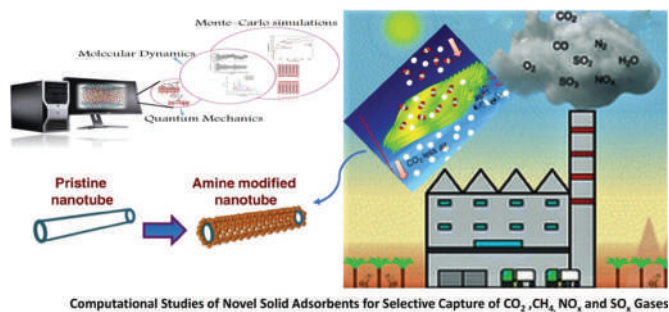 Monte-Carlo simulations
Molecular Dynamics
Quantum Mechanics
Pristine
nanotube
Amine modified
nanotube
CO₂
CO
N₂
O₂
SO₂
H₂O
SO₃
NOₓ
Computational Studies of Novel Solid Adsorbents for Selective Capture of CO₂ ,CH₄, NOₓ and SOₓ Gases